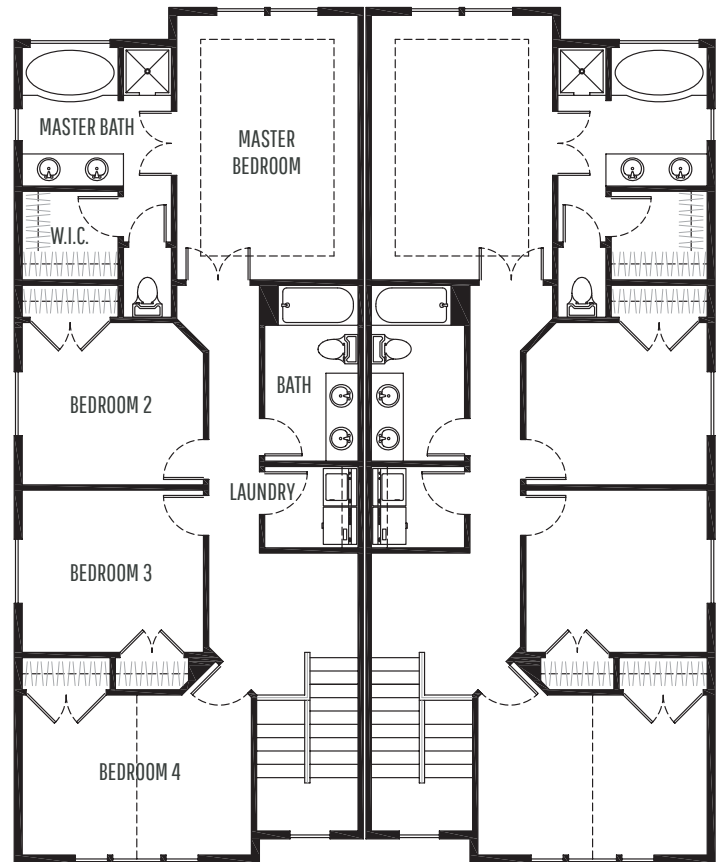 MASTER BATH
MASTER
BEDROOM
W.I.C.
BATH
BEDROOM 2
LAUNDRY
BEDROOM 3
BEDROOM 4